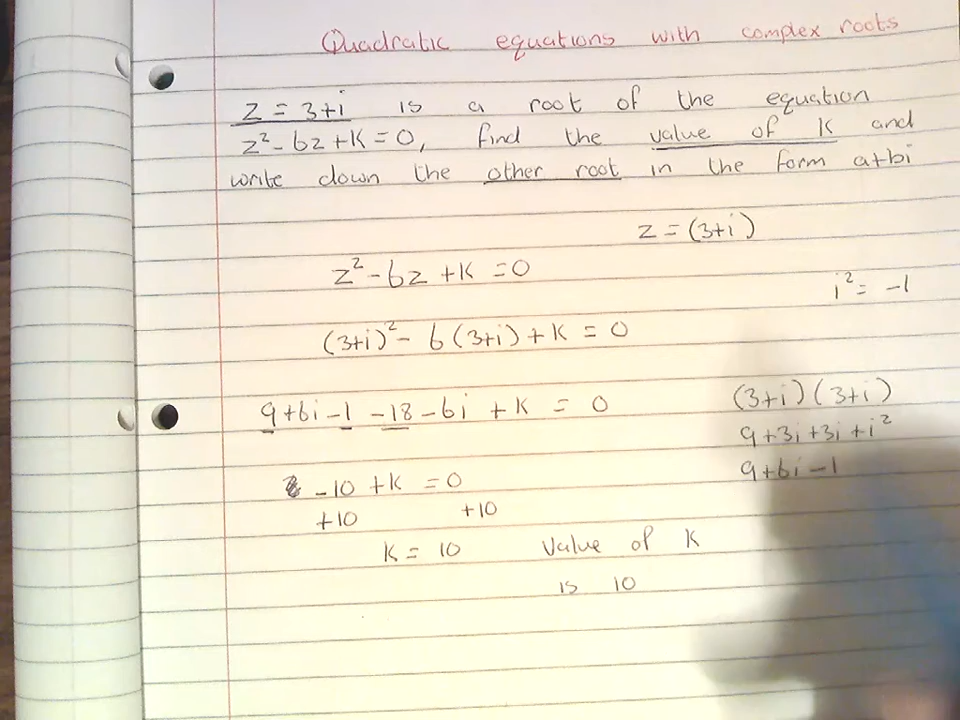 Quadratic equations with complex roots
z = 3+i is a root of the equation
z² - 6z + K = 0, find the value of K and
write down the other root in the form a+bi
z = (3+i)
z² - 6z + K = 0
i² = -1
(3+i)² - 6(3+i) + K = 0
(3+i)(3+i)
9+6i-1-18-6i+K = 0
9+3i+3i+i²
9+6i-1
-10+K = 0
+10 +10
K = 10 Value of K
is 10